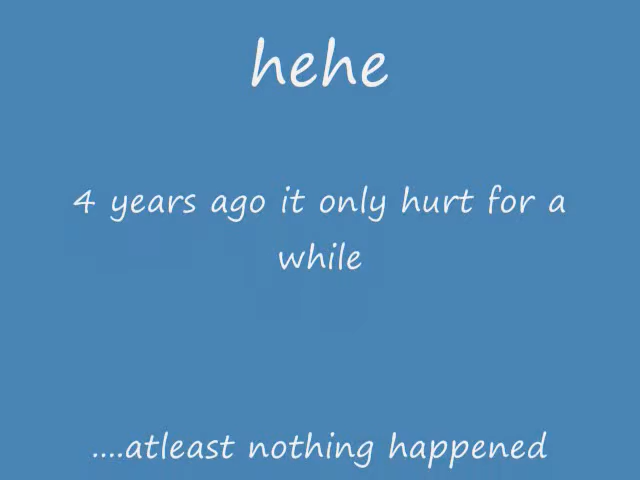 hehe
4 years ago it only hurt for a
while
....atleast nothing happened